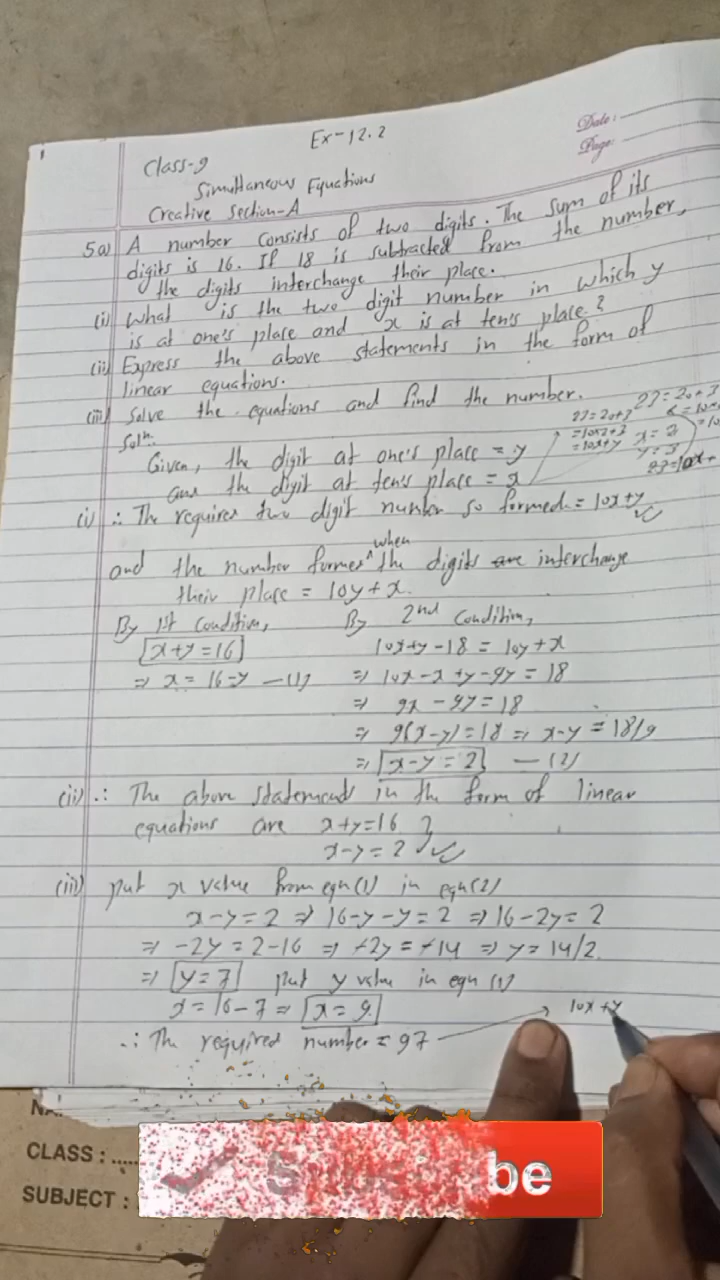 Ex-12.2
Date:
Page:
Class-9
Simultaneous Equations
Creative Section-A
5a) A number consists of two digits. The sum of its
digits is 16. If 18 is subtracted from the number,
the digits interchange their place.
(i) What is the two digit number in which y
is at one's place and x is at ten's place?
(ii) Express the above statements in the form of
linear equations.
(iii) Solve the equations and find the number.
Solⁿ.
27=20+7
=10x+y
x=2
Given, the digit at one's place = y
and the digit at ten's place = x
(i) ∴ The required two digit number so formed = 10x+y
when
and the number formed ^ the digits are interchange
their place = 10y+x.
By 1st Condition,
x+y=16
⇒ x = 16-y —(1)
By 2nd Condition,
10x+y-18 = 10y+x
⇒ 10x-x+y-9y = 18
⇒ 9x-9y=18
⇒ 9(x-y)=18 ⇒ x-y = 18/9
⇒ x-y=2 —(2)
(ii) ∴ The above statements in the form of linear
equations are x+y=16 }
x-y=2
(iii) put x value from eqn(1) in eqn(2)
x-y=2 ⇒ 16-y-y=2 ⇒ 16-2y=2
⇒ -2y=2-16 ⇒ +2y=+14 ⇒ y=14/2
⇒ y=7 put y value in eqn (1)
x=16-7 ⇒ x=9
∴ The required number = 97 → 10x+y
CLASS : .....
SUBJECT :
be